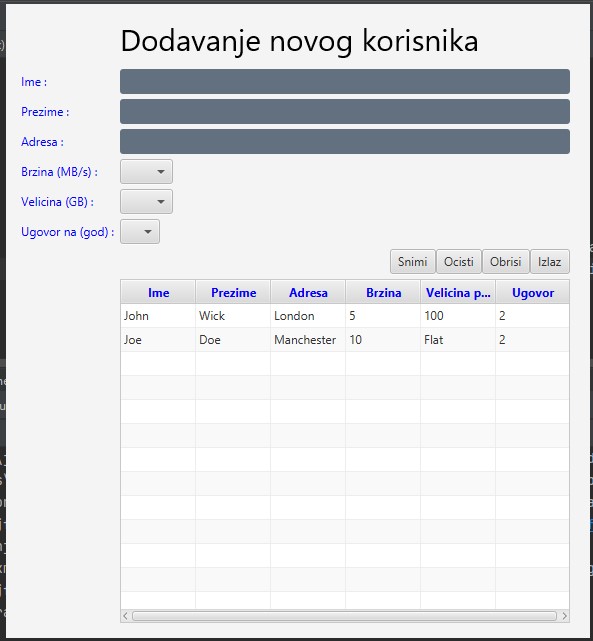 Dodavanje novog korisnika
Ime :
Prezime :
Adresa :
Brzina (MB/s) :
Velicina (GB) :
Ugovor na (god) :
Snimi Ocisti Obrisi Izlaz
Ime Prezime Adresa Brzina Velicina p... Ugovor
John Wick London 5 100 2
Joe Doe Manchester 10 Flat 2